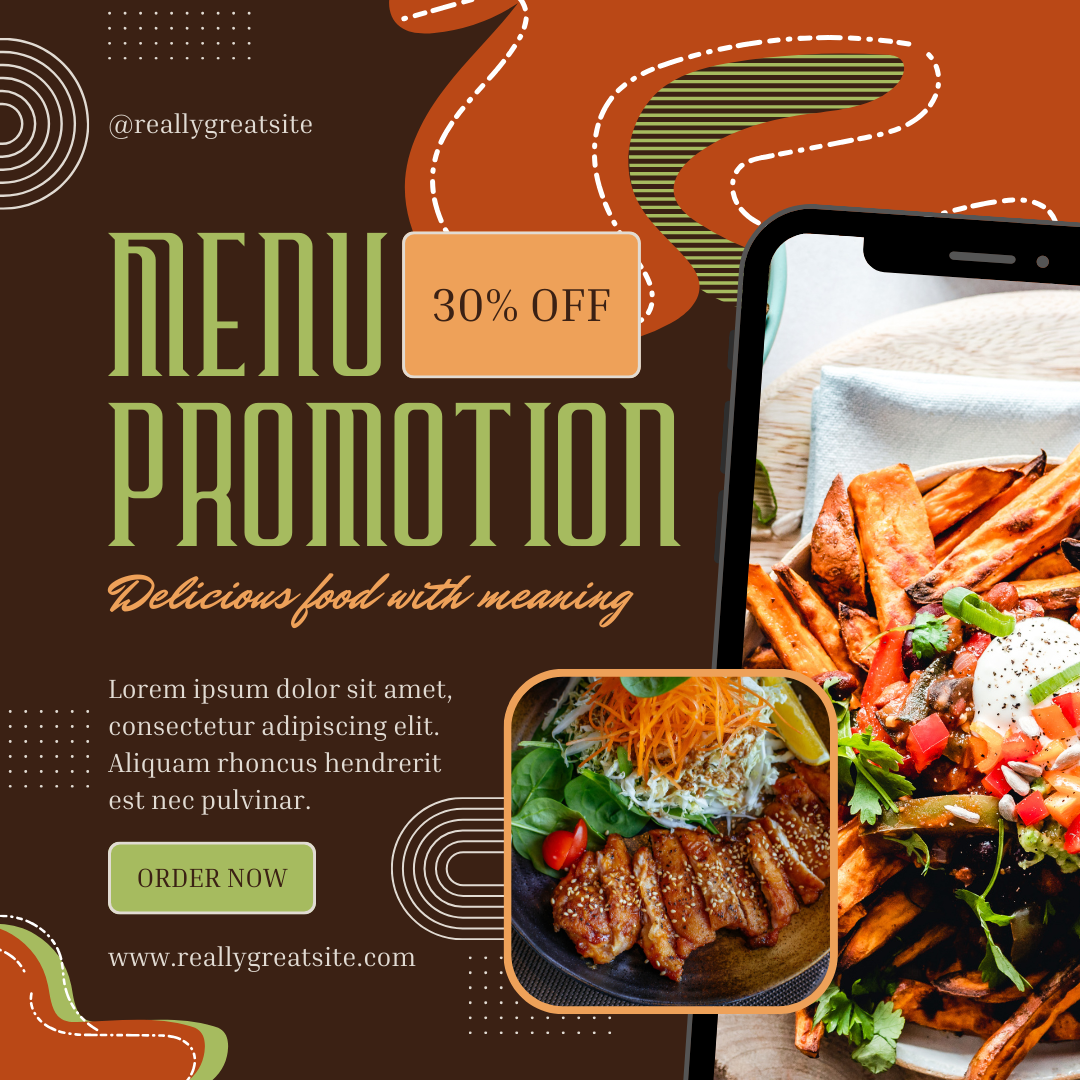 @reallygreatsite
MENU
30% OFF
PROMOTION
Delicious food with meaning
Lorem ipsum dolor sit amet,
consectetur adipiscing elit.
Aliquam rhoncus hendrerit
est nec pulvinar.
ORDER NOW
www.reallygreatsite.com